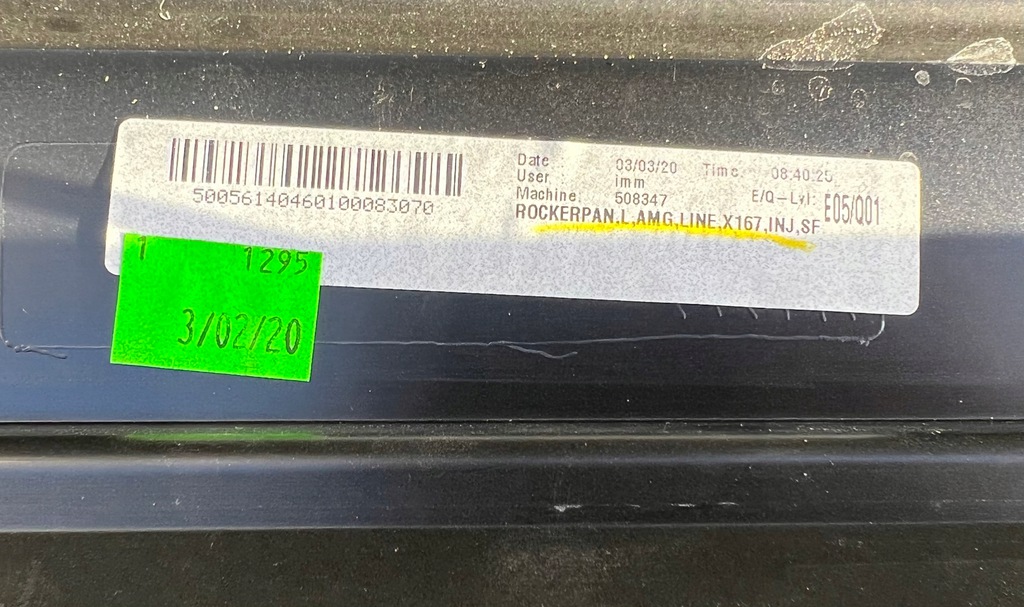 50056140460100083070
Date : 03/03/20 Time: 08:40:25
User : imm
Machine: 508347 E/Q-Lvl: E05/Q01
ROCKERPAN,L,AMG,LINE,X167,INJ,SF
1 1295
3/02/20